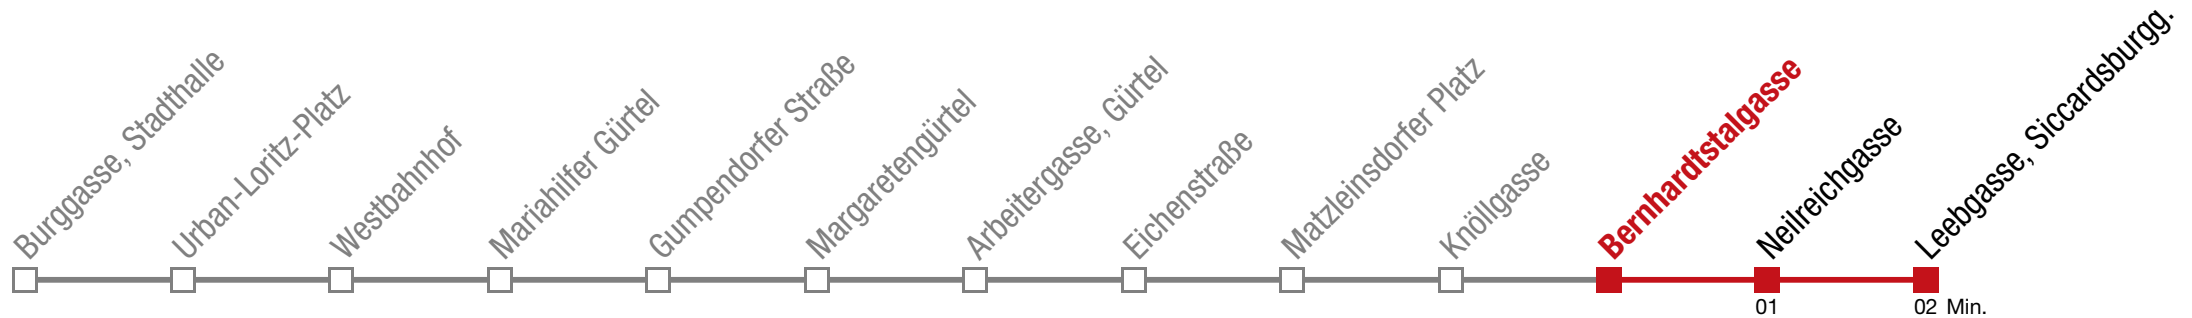 Burggasse, Stadthalle
Urban-Loritz-Platz
Westbahnhof
Mariahilfer Gürtel
Gumpendorfer Straße
Margaretengürtel
Arbeitergasse, Gürtel
Eichenstraße
Matzleinsdorfer Platz
Knöllgasse
Bernhardtstalgasse
Neilreichgasse
Leebgasse, Siccardsburgg.
01
02 Min.